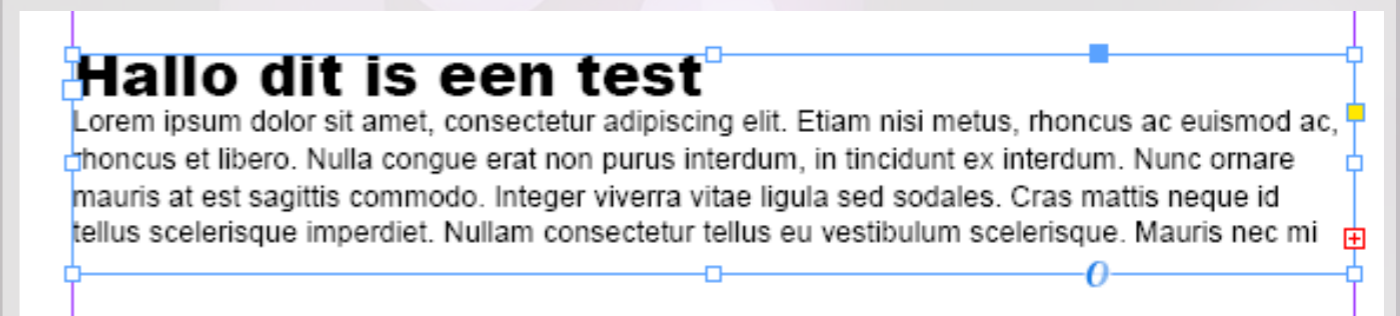 Hallo dit is een test
Lorem ipsum dolor sit amet, consectetur adipiscing elit. Etiam nisi metus, rhoncus ac euismod ac,
rhoncus et libero. Nulla congue erat non purus interdum, in tincidunt ex interdum. Nunc ornare
mauris at est sagittis commodo. Integer viverra vitae ligula sed sodales. Cras mattis neque id
tellus scelerisque imperdiet. Nullam consectetur tellus eu vestibulum scelerisque. Mauris nec mi